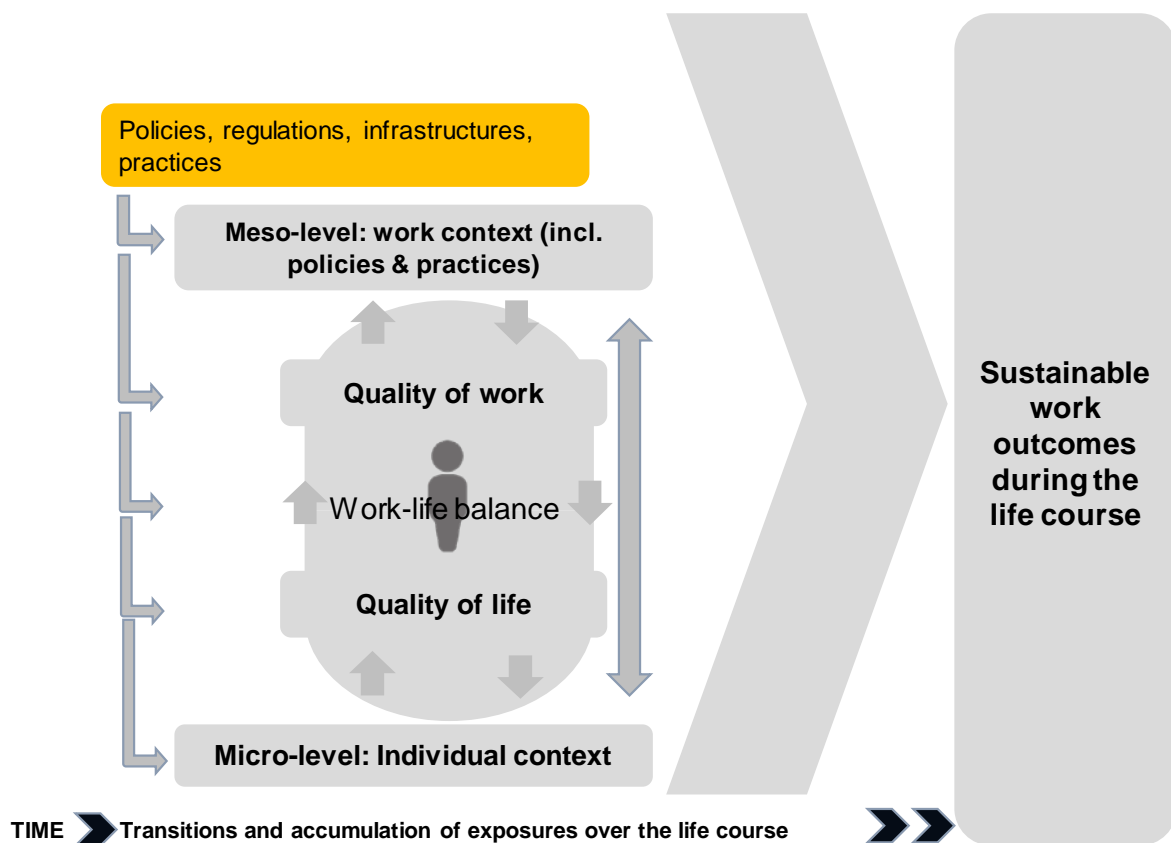 Policies, regulations, infrastructures,
practices
Meso-level: work context (incl.
policies & practices)
Quality of work
Work-life balance
Quality of life
Micro-level: Individual context
Sustainable
work
outcomes
during the
life course
TIME Transitions and accumulation of exposures over the life course